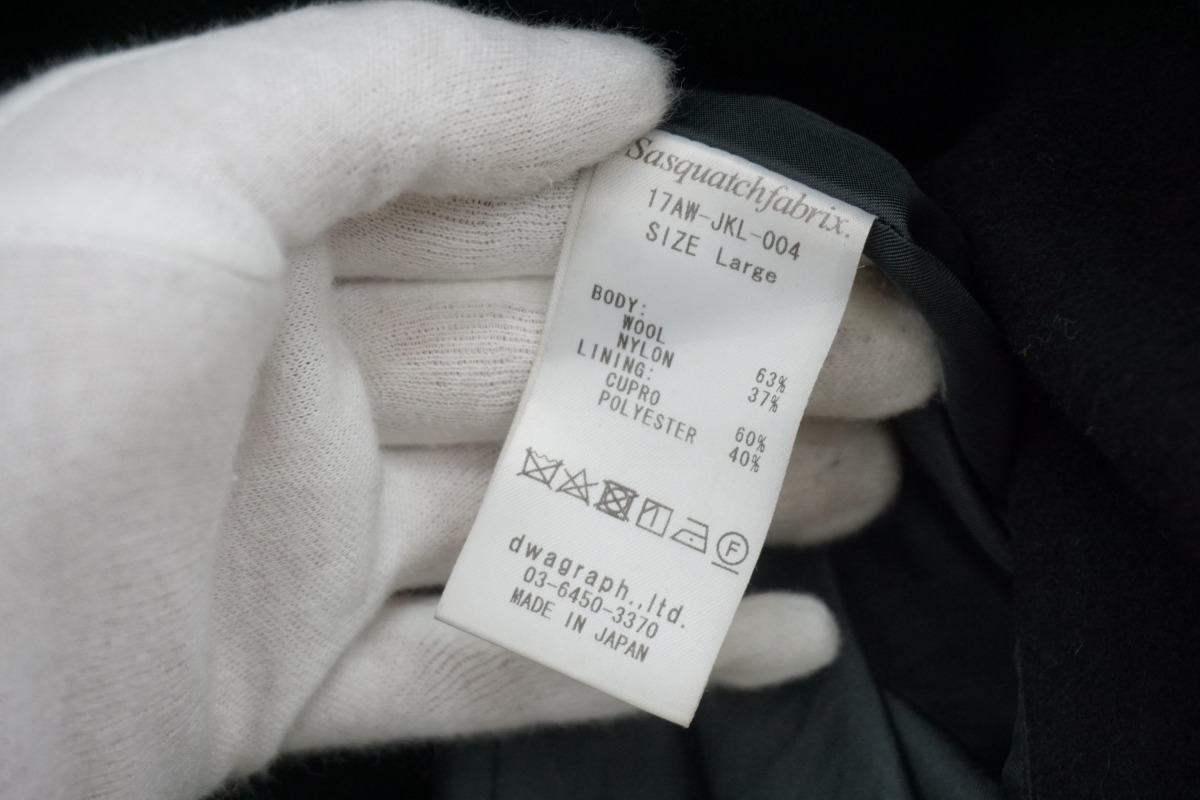 Sasquatchfabrix.
17AW-JKL-004
SIZE Large
BODY:
WOOL 63%
NYLON 37%
LINING:
CUPRO 60%
POLYESTER 40%
F
dwagraph.,ltd.
03-6450-3370
MADE IN JAPAN